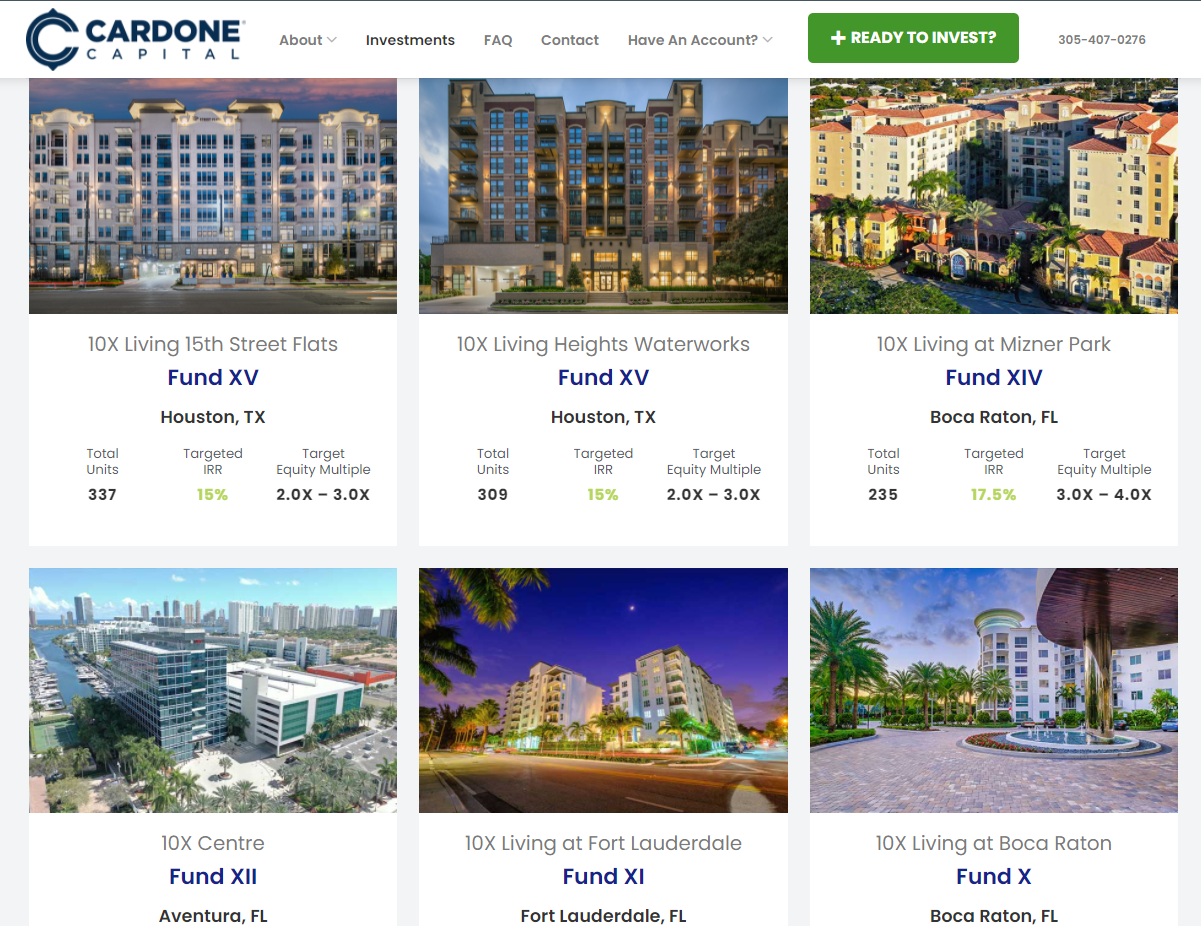 CARDONE
CAPITAL
About
Investments
FAQ
Contact
Have An Account?
+ READY TO INVEST?
305-407-0276
10X Living 15th Street Flats
Fund XV
Houston, TX
Total
Units
Targeted
IRR
Target
Equity Multiple
337
15%
2.0X – 3.0X
10X Living Heights Waterworks
Fund XV
Houston, TX
Total
Units
Targeted
IRR
Target
Equity Multiple
309
15%
2.0X – 3.0X
10X Living at Mizner Park
Fund XIV
Boca Raton, FL
Total
Units
Targeted
IRR
Target
Equity Multiple
235
17.5%
3.0X – 4.0X
10X Centre
Fund XII
Aventura, FL
10X Living at Fort Lauderdale
Fund XI
Fort Lauderdale, FL
10X Living at Boca Raton
Fund X
Boca Raton, FL